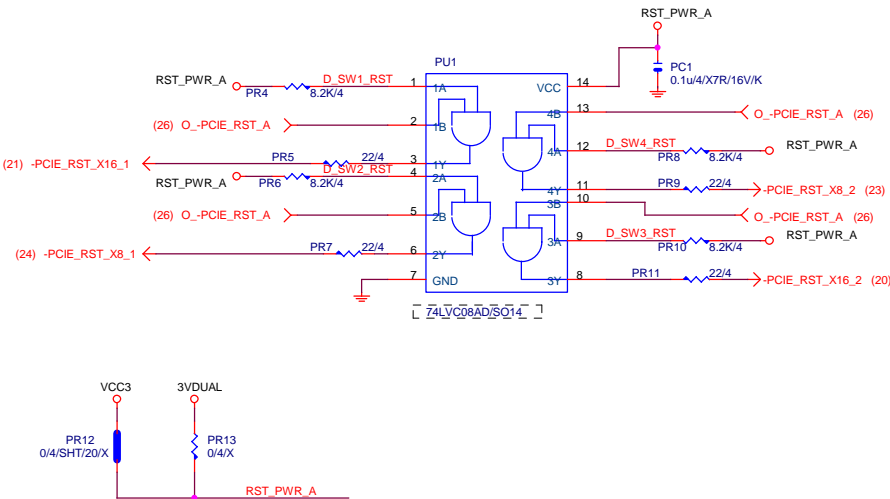 RST_PWR_A
PU1
PC1
0.1u/4/X7R/16V/K
RST_PWR_A
PR4
8.2K/4
D_SW1_RST
1
1A
VCC
14
(26) O_-PCIE_RST_A
2
1B
4B
13
O_-PCIE_RST_A (26)
D_SW4_RST
12
4A
PR8
8.2K/4
RST_PWR_A
(21) -PCIE_RST_X16_1
PR5
22/4
3
1Y
RST_PWR_A
PR6
8.2K/4
D_SW2_RST
4
2A
4Y
11
PR9
22/4
-PCIE_RST_X8_2 (23)
3B
10
(26) O_-PCIE_RST_A
5
2B
O_-PCIE_RST_A (26)
3A
9
D_SW3_RST
PR10
8.2K/4
RST_PWR_A
(24) -PCIE_RST_X8_1
PR7
22/4
6
2Y
7
GND
3Y
8
PR11
22/4
-PCIE_RST_X16_2 (20)
74LVC08AD/SO14
VCC3
3VDUAL
PR12
0/4/SHT/20/X
PR13
0/4/X
RST_PWR_A